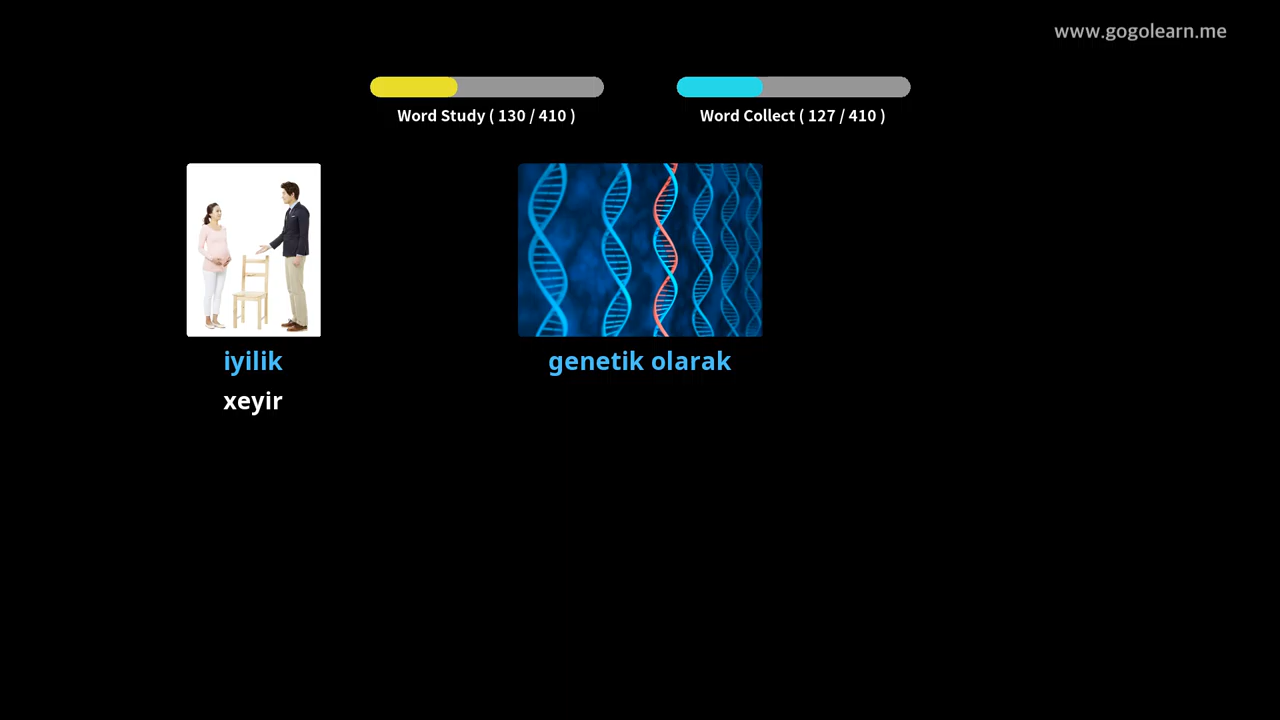 www.gogolearn.me
Word Study ( 130 / 410 )
Word Collect ( 127 / 410 )
iyilik
xeyir
genetik olarak